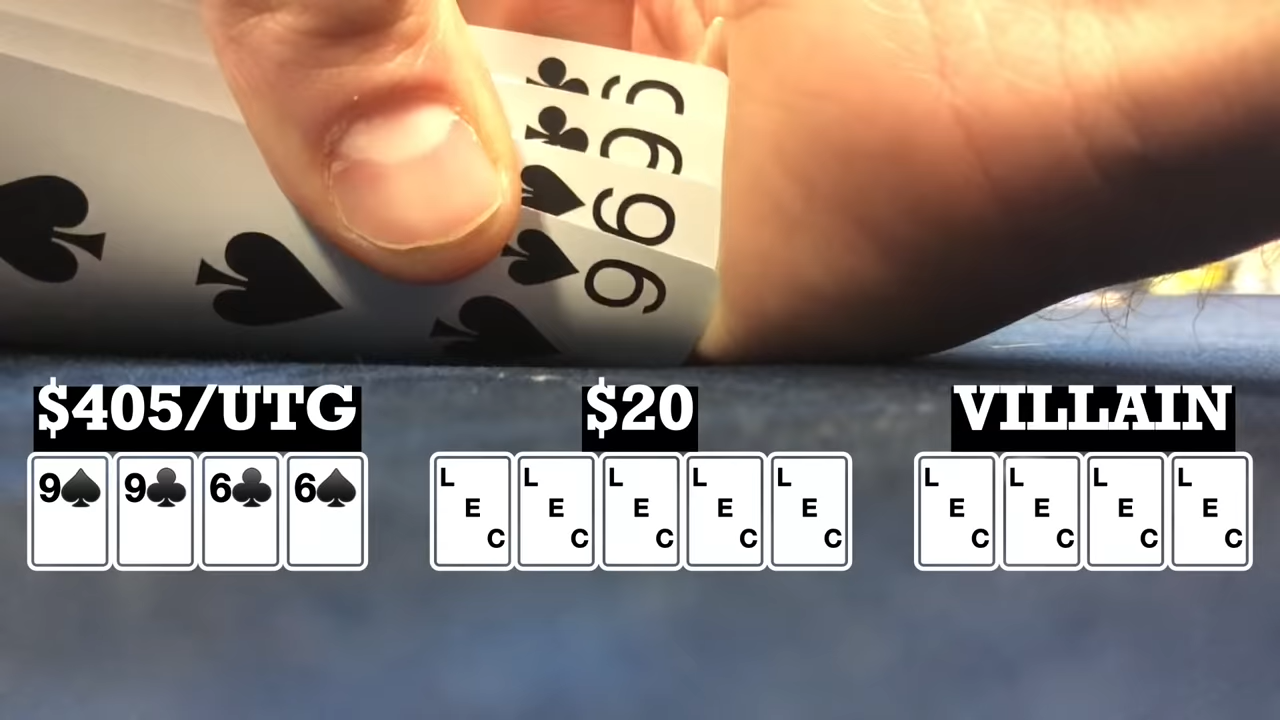 $405/UTG
9♠ 9♣ 6♣ 6♠
$20
L L L L L
E E E E E
C C C C C
VILLAIN
L L L L
E E E E
C C C C